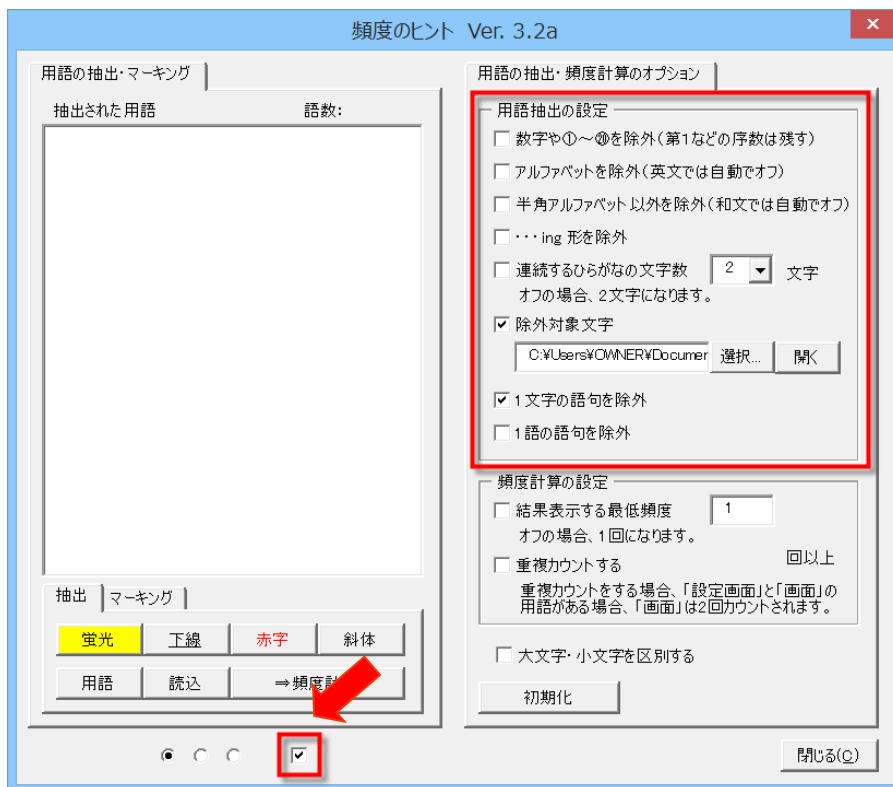 頻度のヒント Ver. 3.2a
用語の抽出・マーキング
抽出された用語 語数:
抽出 マーキング
蛍光 下線 赤字 斜体
用語 読込
用語の抽出・頻度計算のオプション
用語抽出の設定
数字や①～⑳を除外(第1などの序数は残す)
アルファベットを除外(英文では自動でオフ)
半角アルファベット以外を除外(和文では自動でオフ)
・・・ing 形を除外
連続するひらがなの文字数 2 文字
オフの場合、2文字になります。
除外対象文字
C:¥Users¥OWNER¥Documer 選択... 開く
1文字の語句を除外
1語の語句を除外
頻度計算の設定
結果表示する最低頻度 1
オフの場合、1回になります。
回以上
重複カウントする
重複カウントをする場合、「設定画面」と「画面」の
用語がある場合、「画面」は2回カウントされます。
大文字・小文字を区別する
初期化
閉じる(C)